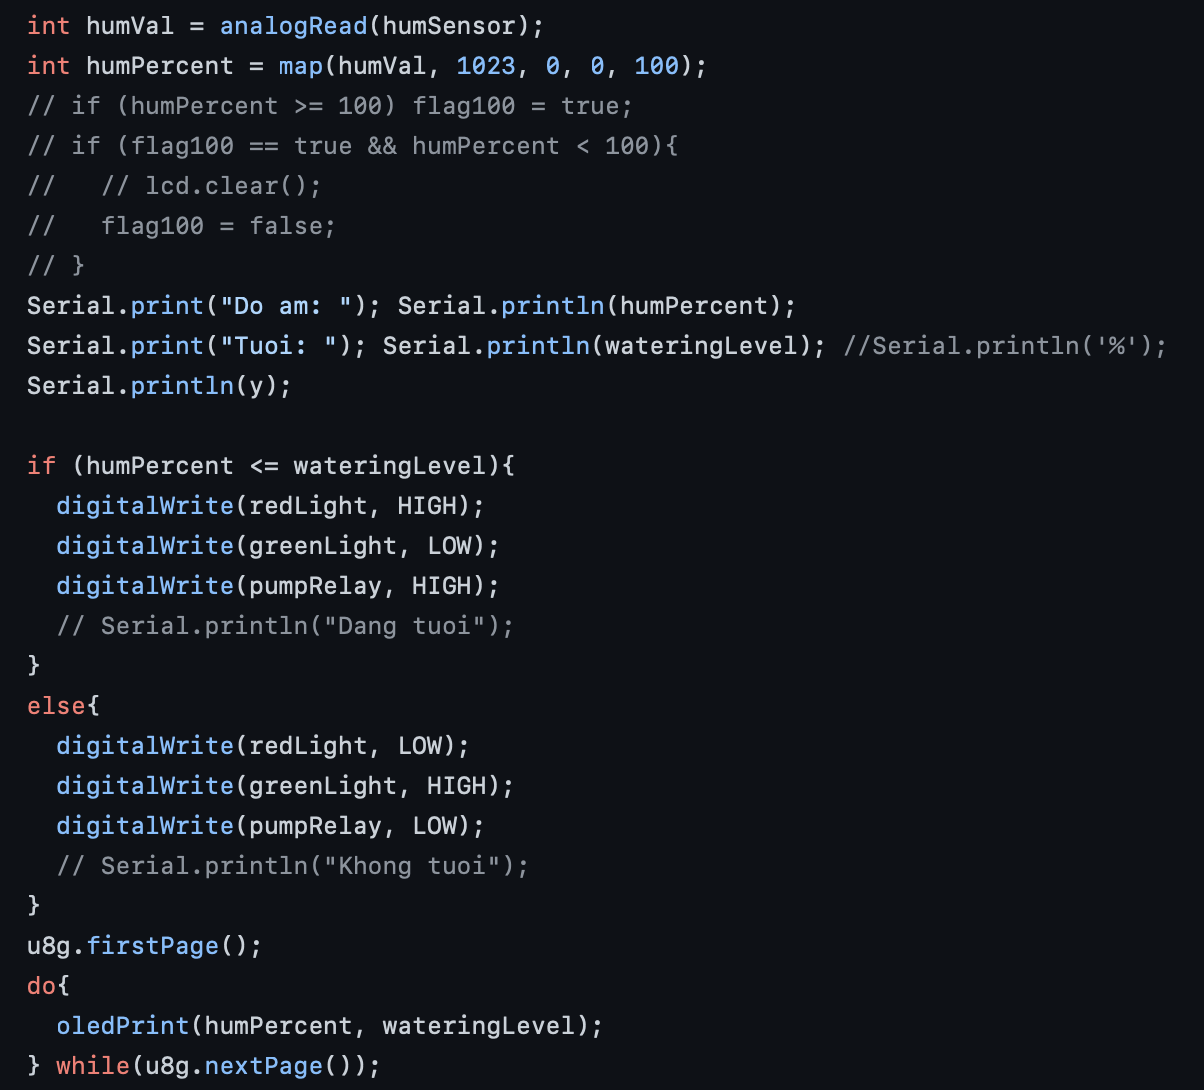 int humVal = analogRead(humSensor);
int humPercent = map(humVal, 1023, 0, 0, 100);
// if (humPercent >= 100) flag100 = true;
// if (flag100 == true && humPercent < 100){
//   // lcd.clear();
//   flag100 = false;
// }
Serial.print("Do am: "); Serial.println(humPercent);
Serial.print("Tuoi: "); Serial.println(wateringLevel); //Serial.println('%');
Serial.println(y);

if (humPercent <= wateringLevel){
  digitalWrite(redLight, HIGH);
  digitalWrite(greenLight, LOW);
  digitalWrite(pumpRelay, HIGH);
  // Serial.println("Dang tuoi");
}
else{
  digitalWrite(redLight, LOW);
  digitalWrite(greenLight, HIGH);
  digitalWrite(pumpRelay, LOW);
  // Serial.println("Khong tuoi");
}
u8g.firstPage();
do{
  oledPrint(humPercent, wateringLevel);
} while(u8g.nextPage());